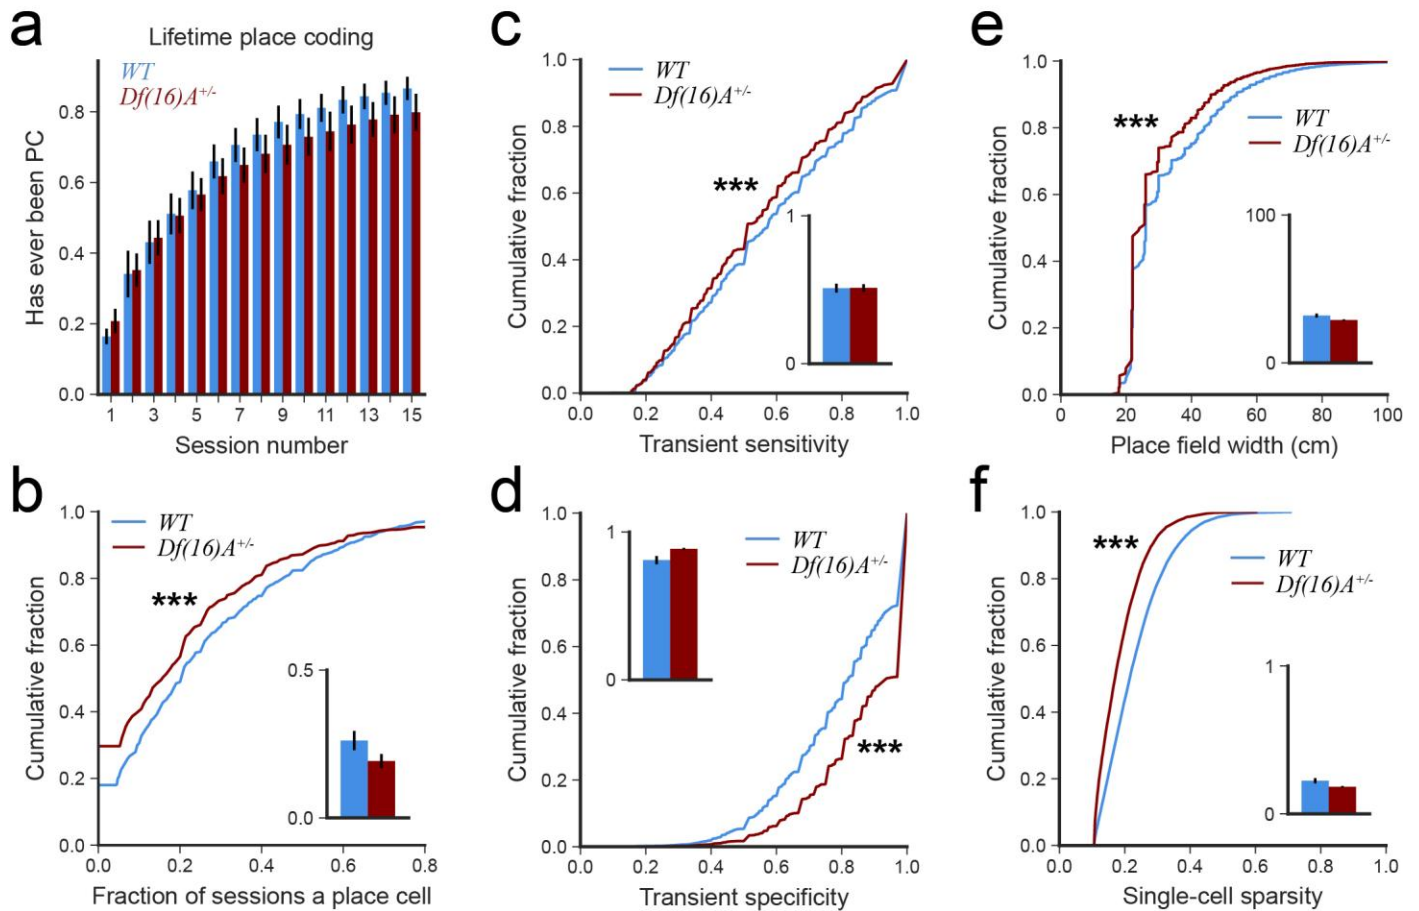 a
Lifetime place coding
WT
Df(16)A+/-
Has ever been PC
0.8
0.6
0.4
0.2
0.0
1 3 5 7 9 11 13 15
Session number
b
WT
Df(16)A+/-
***
Cumulative fraction
1.0
0.8
0.6
0.4
0.2
0.0
0.5
0.0
0.0 0.2 0.4 0.6 0.8
Fraction of sessions a place cell
c
WT
Df(16)A+/-
***
Cumulative fraction
1.0
0.8
0.6
0.4
0.2
0.0
1
0
0.0 0.2 0.4 0.6 0.8 1.0
Transient sensitivity
d
WT
Df(16)A+/-
***
Cumulative fraction
1.0
0.8
0.6
0.4
0.2
0.0
1
0
0.0 0.2 0.4 0.6 0.8 1.0
Transient specificity
e
WT
Df(16)A+/-
***
Cumulative fraction
1.0
0.8
0.6
0.4
0.2
0.0
100
0
0 20 40 60 80 100
Place field width (cm)
f
WT
Df(16)A+/-
***
Cumulative fraction
1.0
0.8
0.6
0.4
0.2
0.0
1
0
0.0 0.2 0.4 0.6 0.8 1.0
Single-cell sparsity